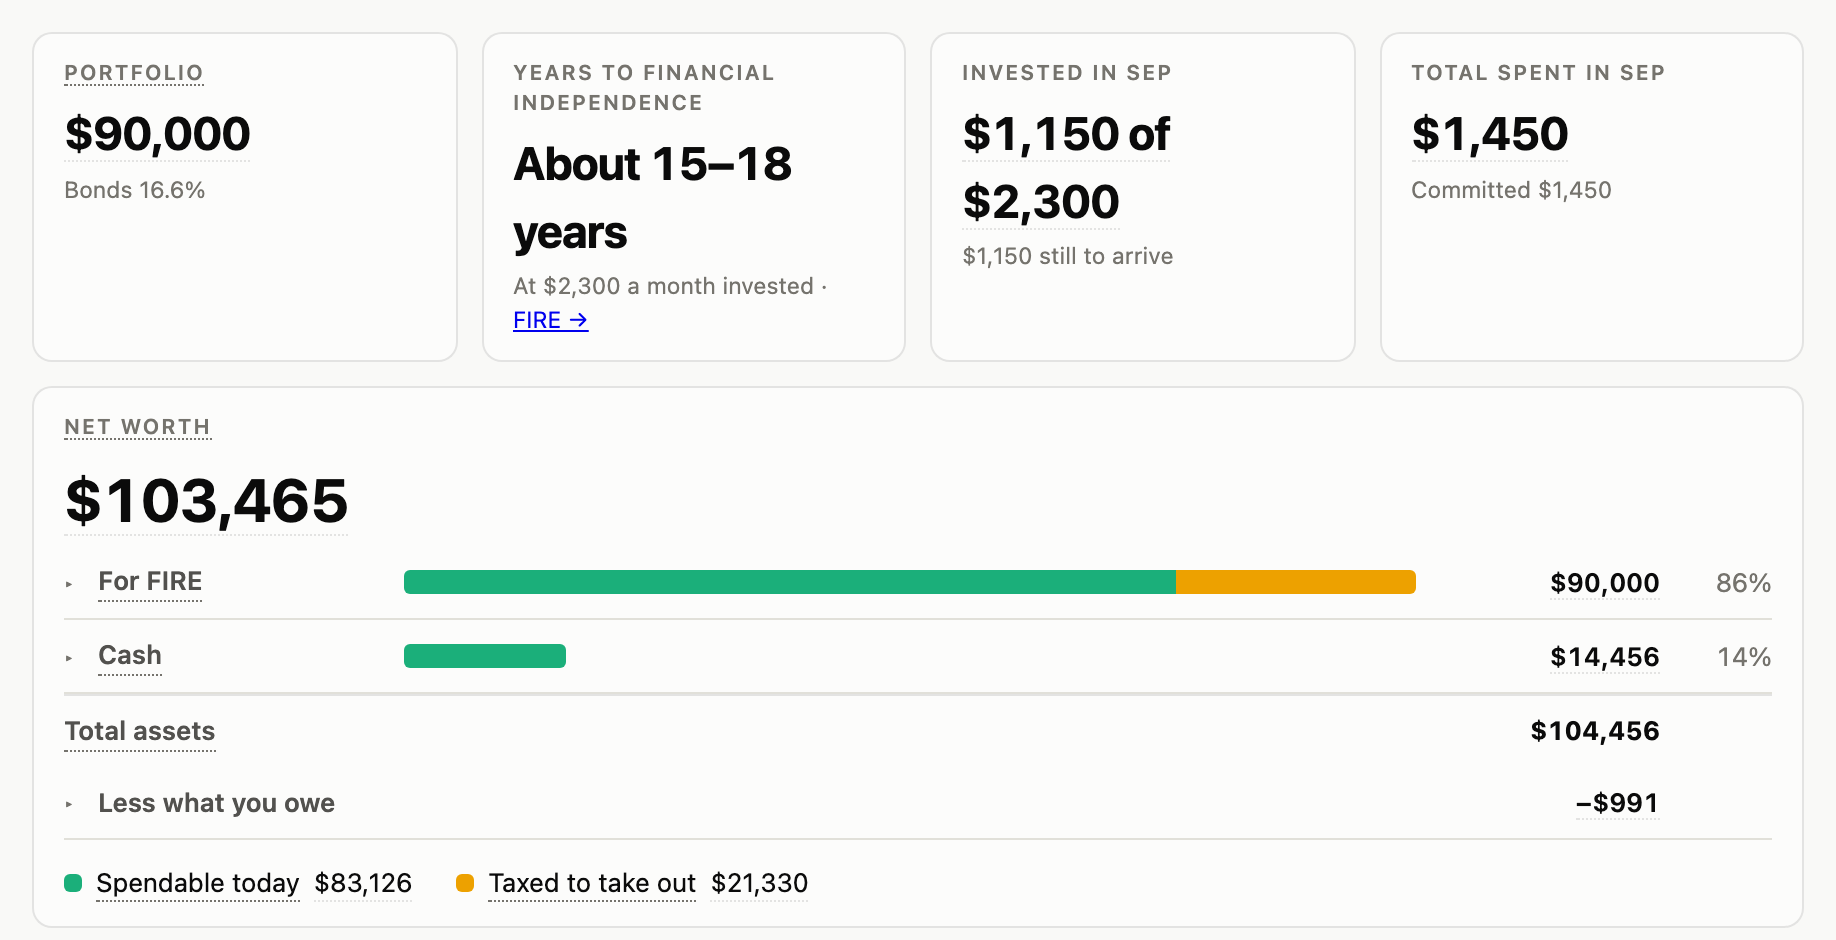 PORTFOLIO
$90,000
Bonds 16.6%
YEARS TO FINANCIAL
INDEPENDENCE
About 15–18
years
At $2,300 a month invested ·
FIRE →
INVESTED IN SEP
$1,150 of
$2,300
$1,150 still to arrive
TOTAL SPENT IN SEP
$1,450
Committed $1,450
NET WORTH
$103,465
▸ For FIRE $90,000 86%
▸ Cash $14,456 14%
Total assets $104,456
▸ Less what you owe –$991
Spendable today $83,126 Taxed to take out $21,330